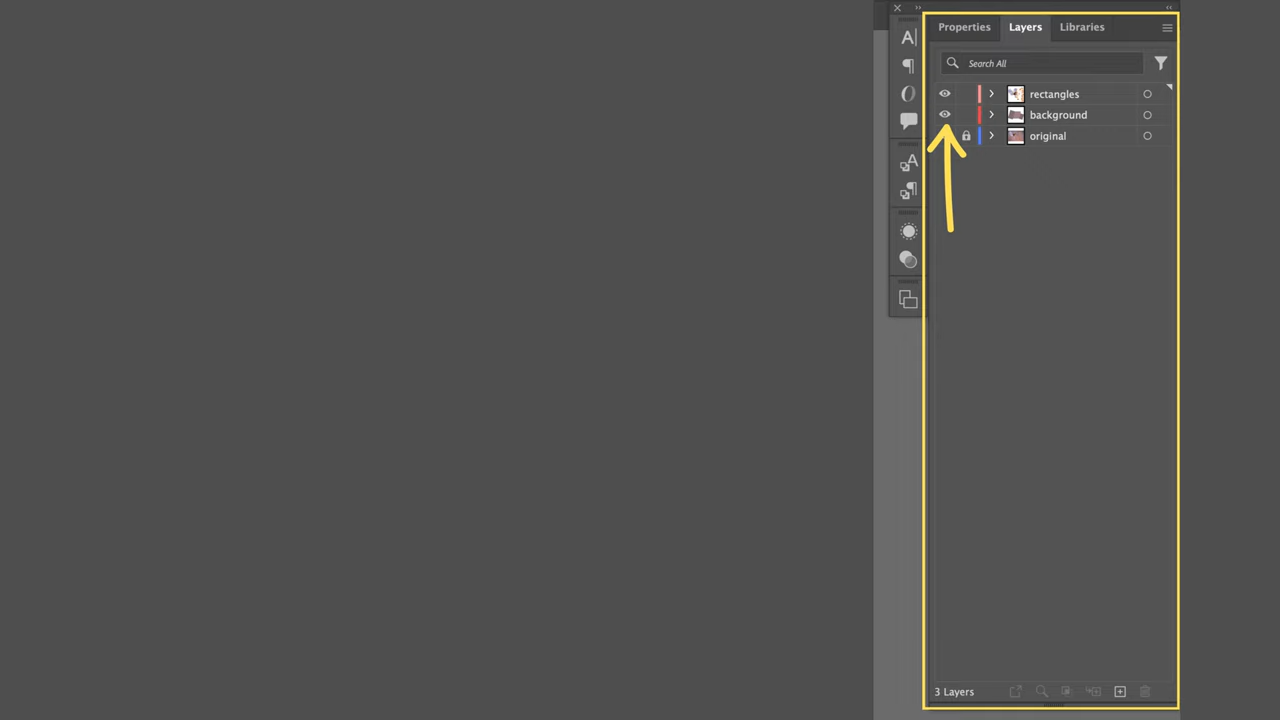 Properties Layers Libraries
Search All
rectangles
background
original
3 Layers